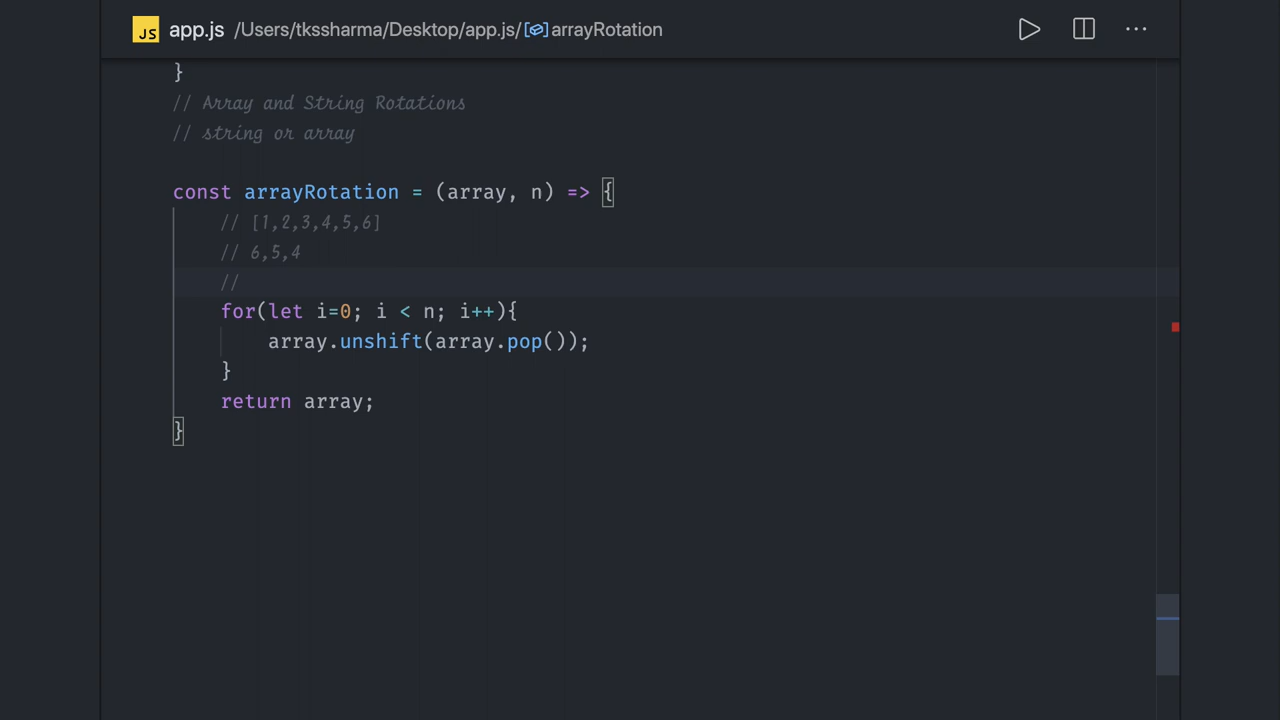 JS app.js /Users/tkssharma/Desktop/app.js/arrayRotation
}
// Array and String Rotations
// string or array
const arrayRotation = (array, n) => {
// [1,2,3,4,5,6]
// 6,5,4
//
for(let i=0; i < n; i++){
array.unshift(array.pop());
}
return array;
}